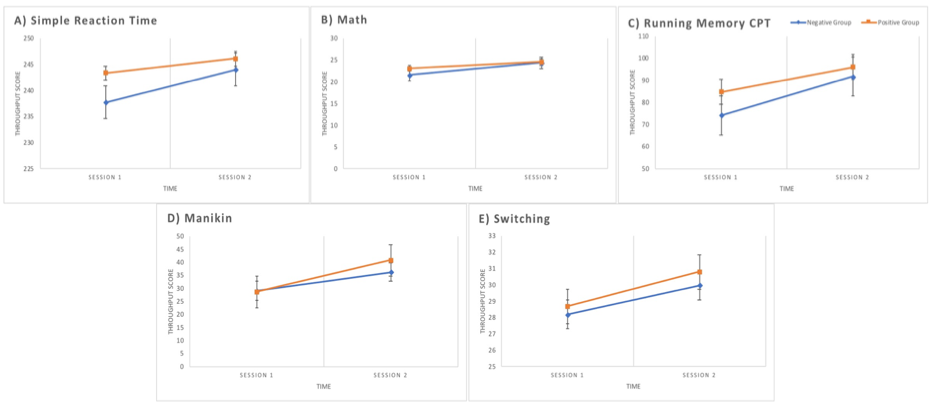 A) Simple Reaction Time
250
245
240
235
230
225
THROUGHPUT SCORE
SESSION 1
SESSION 2
TIME
B) Math
30
25
20
15
10
5
0
THROUGHPUT SCORE
SESSION 1
SESSION 2
TIME
C) Running Memory CPT
Negative Group
Positive Group
110
100
90
80
70
60
50
THROUGHPUT SCORE
SESSION 1
SESSION 2
TIME
D) Manikin
50
45
40
35
30
25
20
15
10
5
0
THROUGHPUT SCORE
SESSION 1
SESSION 2
TIME
E) Switching
33
32
31
30
29
28
27
26
25
THROUGHPUT SCORE
SESSION 1
SESSION 2
TIME